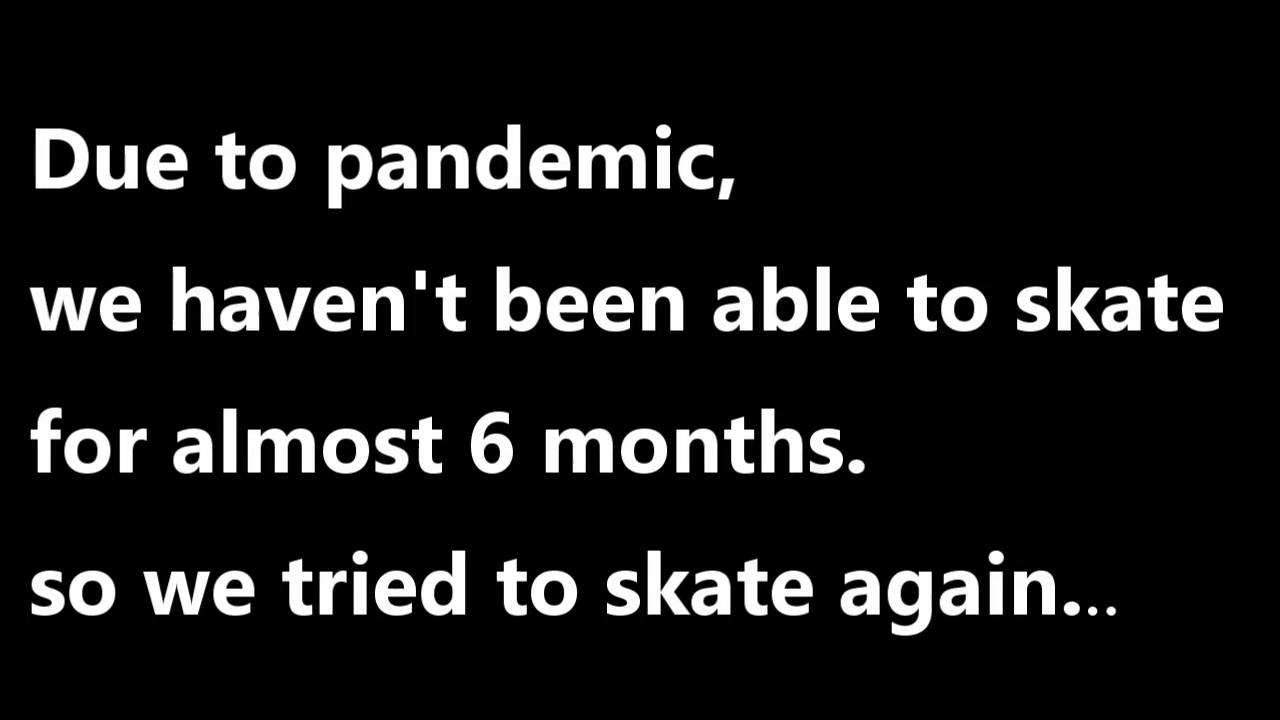 Due to pandemic,
we haven't been able to skate
for almost 6 months.
so we tried to skate again...